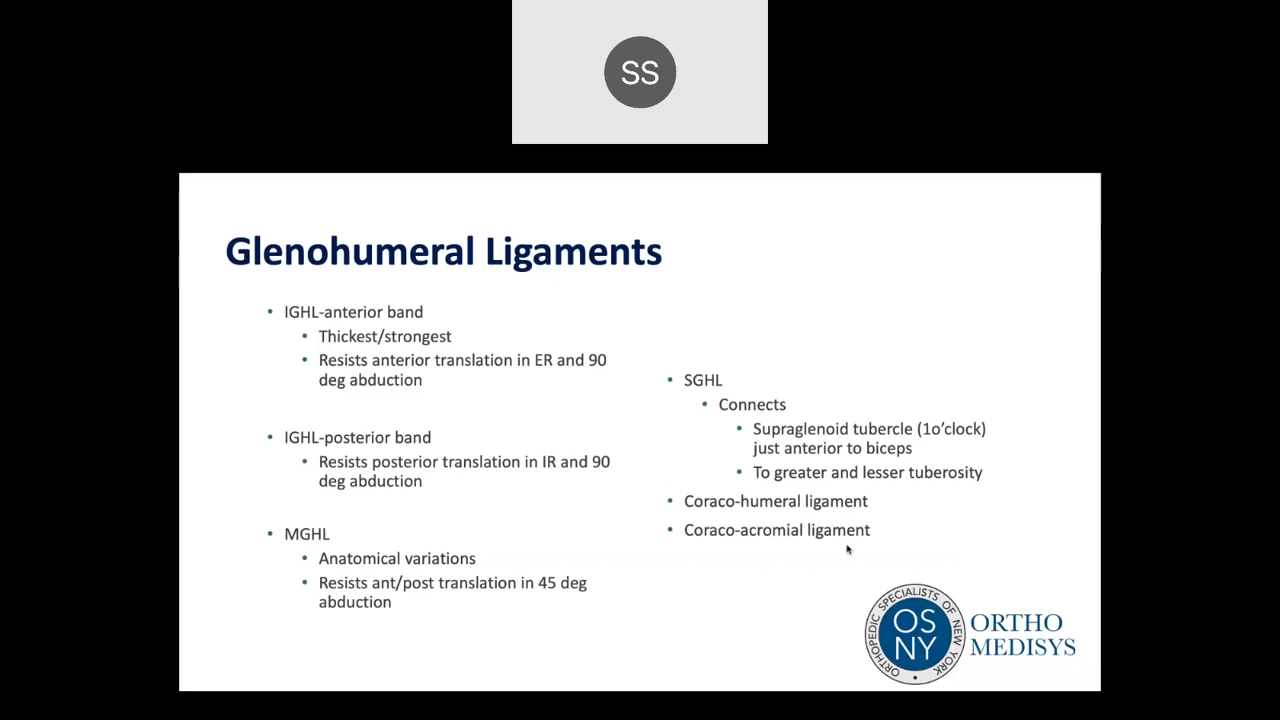 SS
Glenohumeral Ligaments
• IGHL-anterior band
• Thickest/strongest
• Resists anterior translation in ER and 90
deg abduction
• IGHL-posterior band
• Resists posterior translation in IR and 90
deg abduction
• MGHL
• Anatomical variations
• Resists ant/post translation in 45 deg
abduction
• SGHL
• Connects
• Supraglenoid tubercle (1o’clock)
just anterior to biceps
• To greater and lesser tuberosity
• Coraco-humeral ligament
• Coraco-acromial ligament
ORTHOPEDIC SPECIALISTS OF NEW YORK
OS
NY
ORTHO
MEDISYS